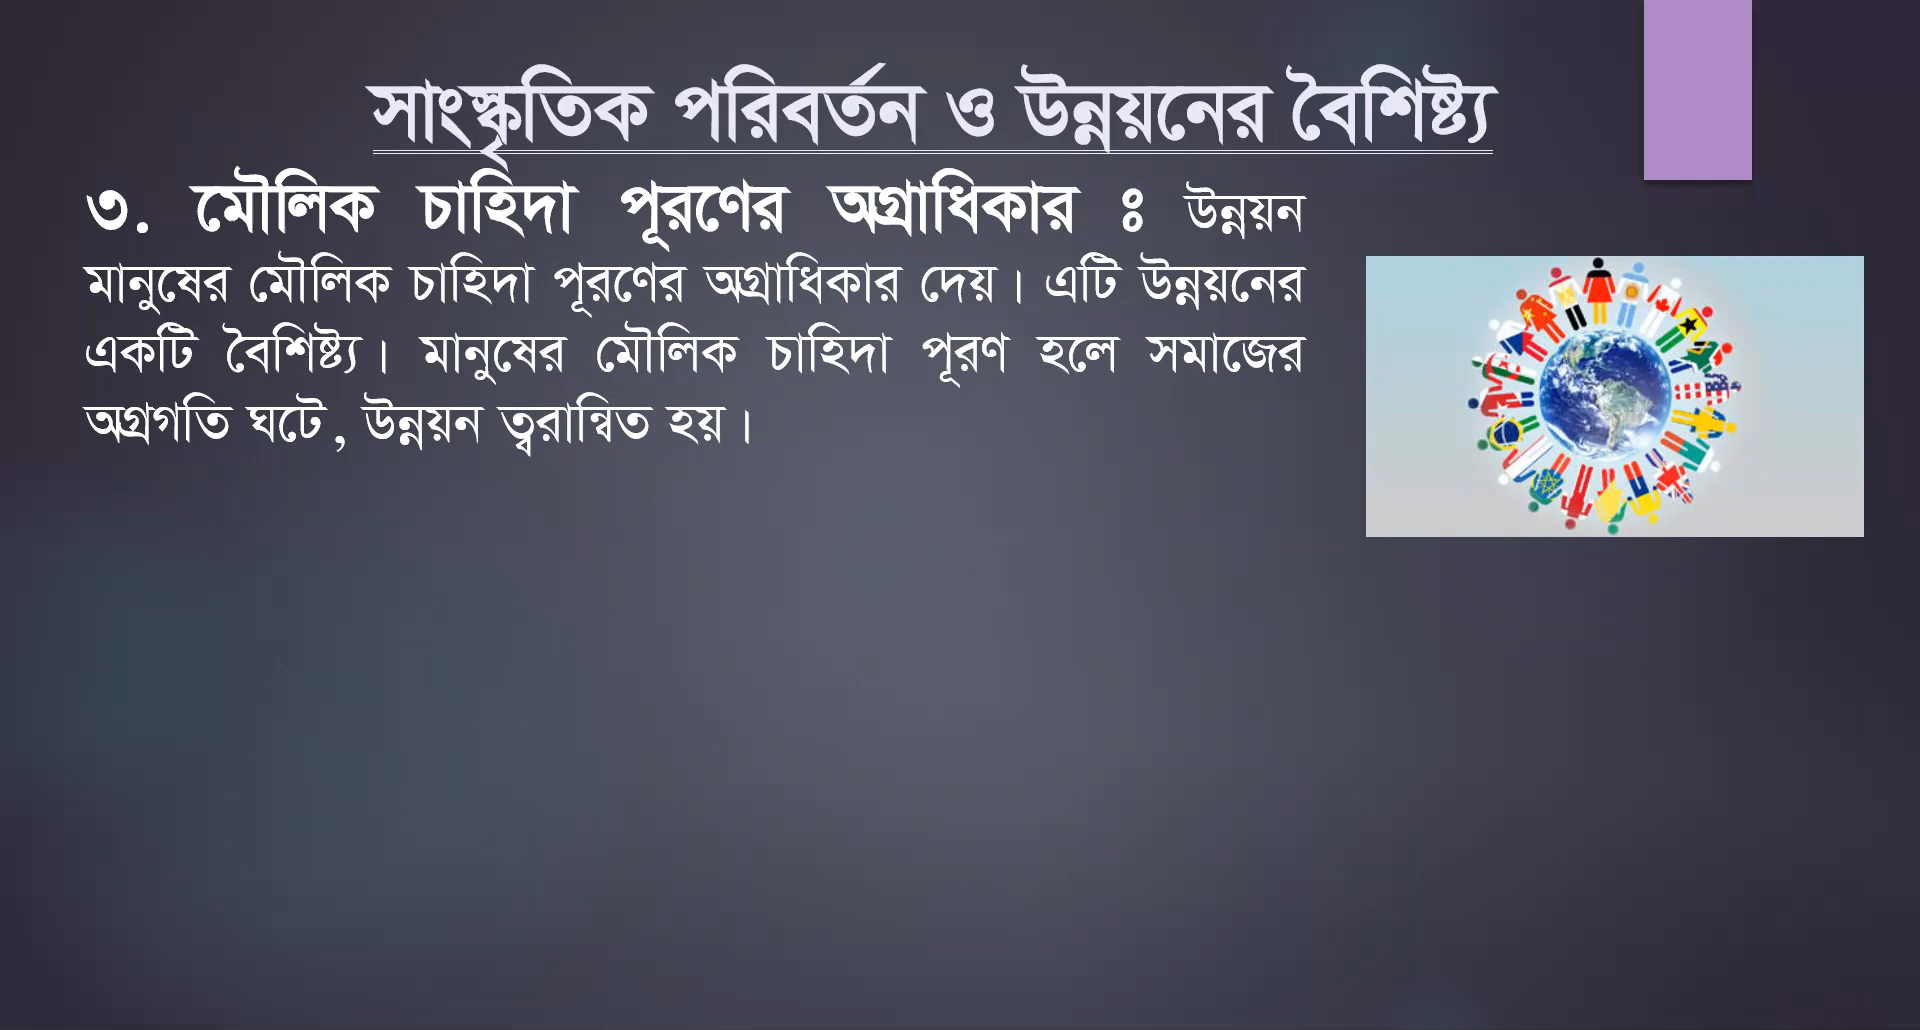 সাংস্কৃতিক পরিবর্তন ও উন্নয়নের বৈশিষ্ট্য
৩. মৌলিক চাহিদা পূরণের অগ্রাধিকার ঃ উন্নয়ন
মানুষের মৌলিক চাহিদা পূরণের অগ্রাধিকার দেয়। এটি উন্নয়নের
একটি বৈশিষ্ট্য। মানুষের মৌলিক চাহিদা পূরণ হলে সমাজের
অগ্রগতি ঘটে, উন্নয়ন ত্বরান্বিত হয়।